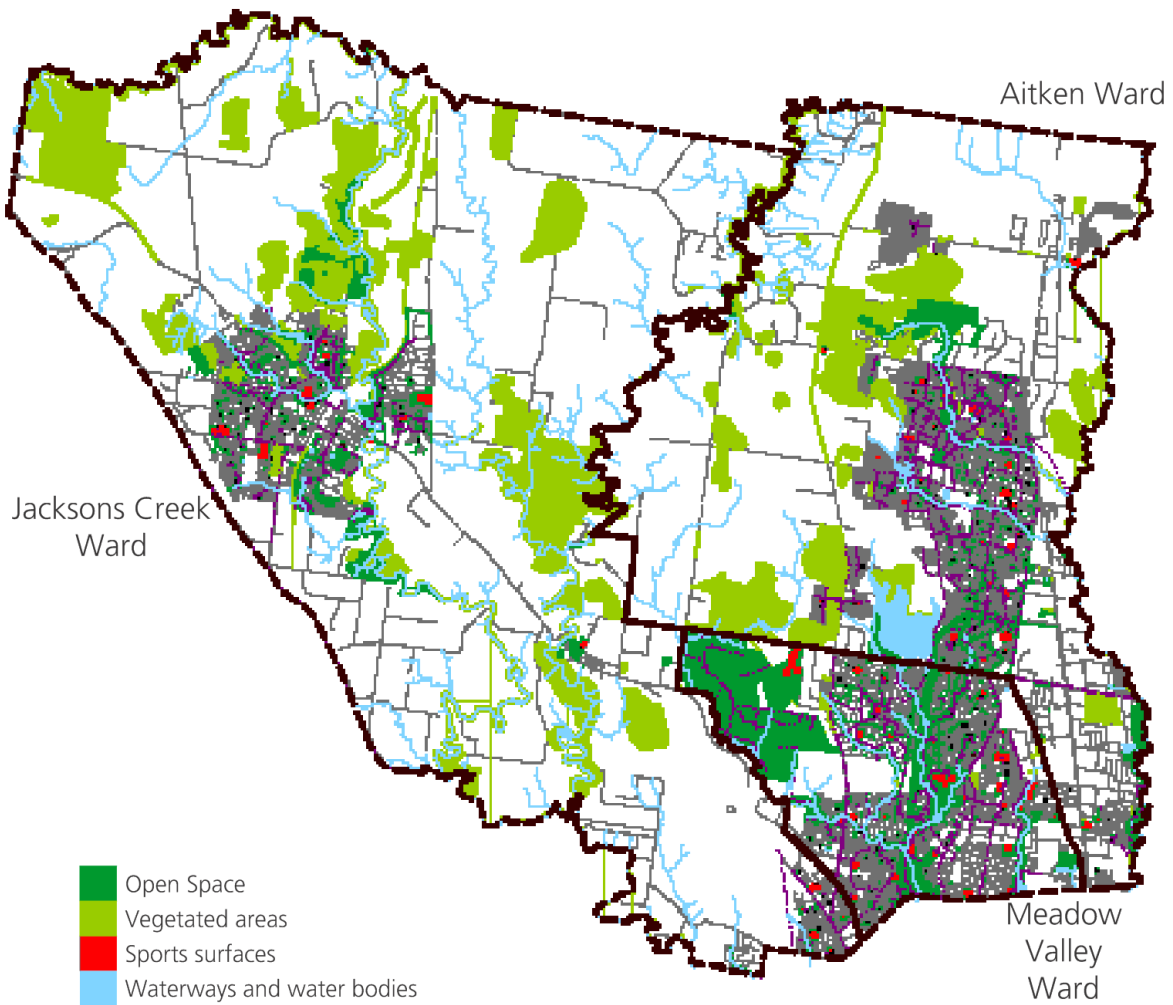 Aitken Ward
Jacksons Creek
Ward
Open Space
Vegetated areas
Sports surfaces
Waterways and water bodies
Meadow
Valley
Ward